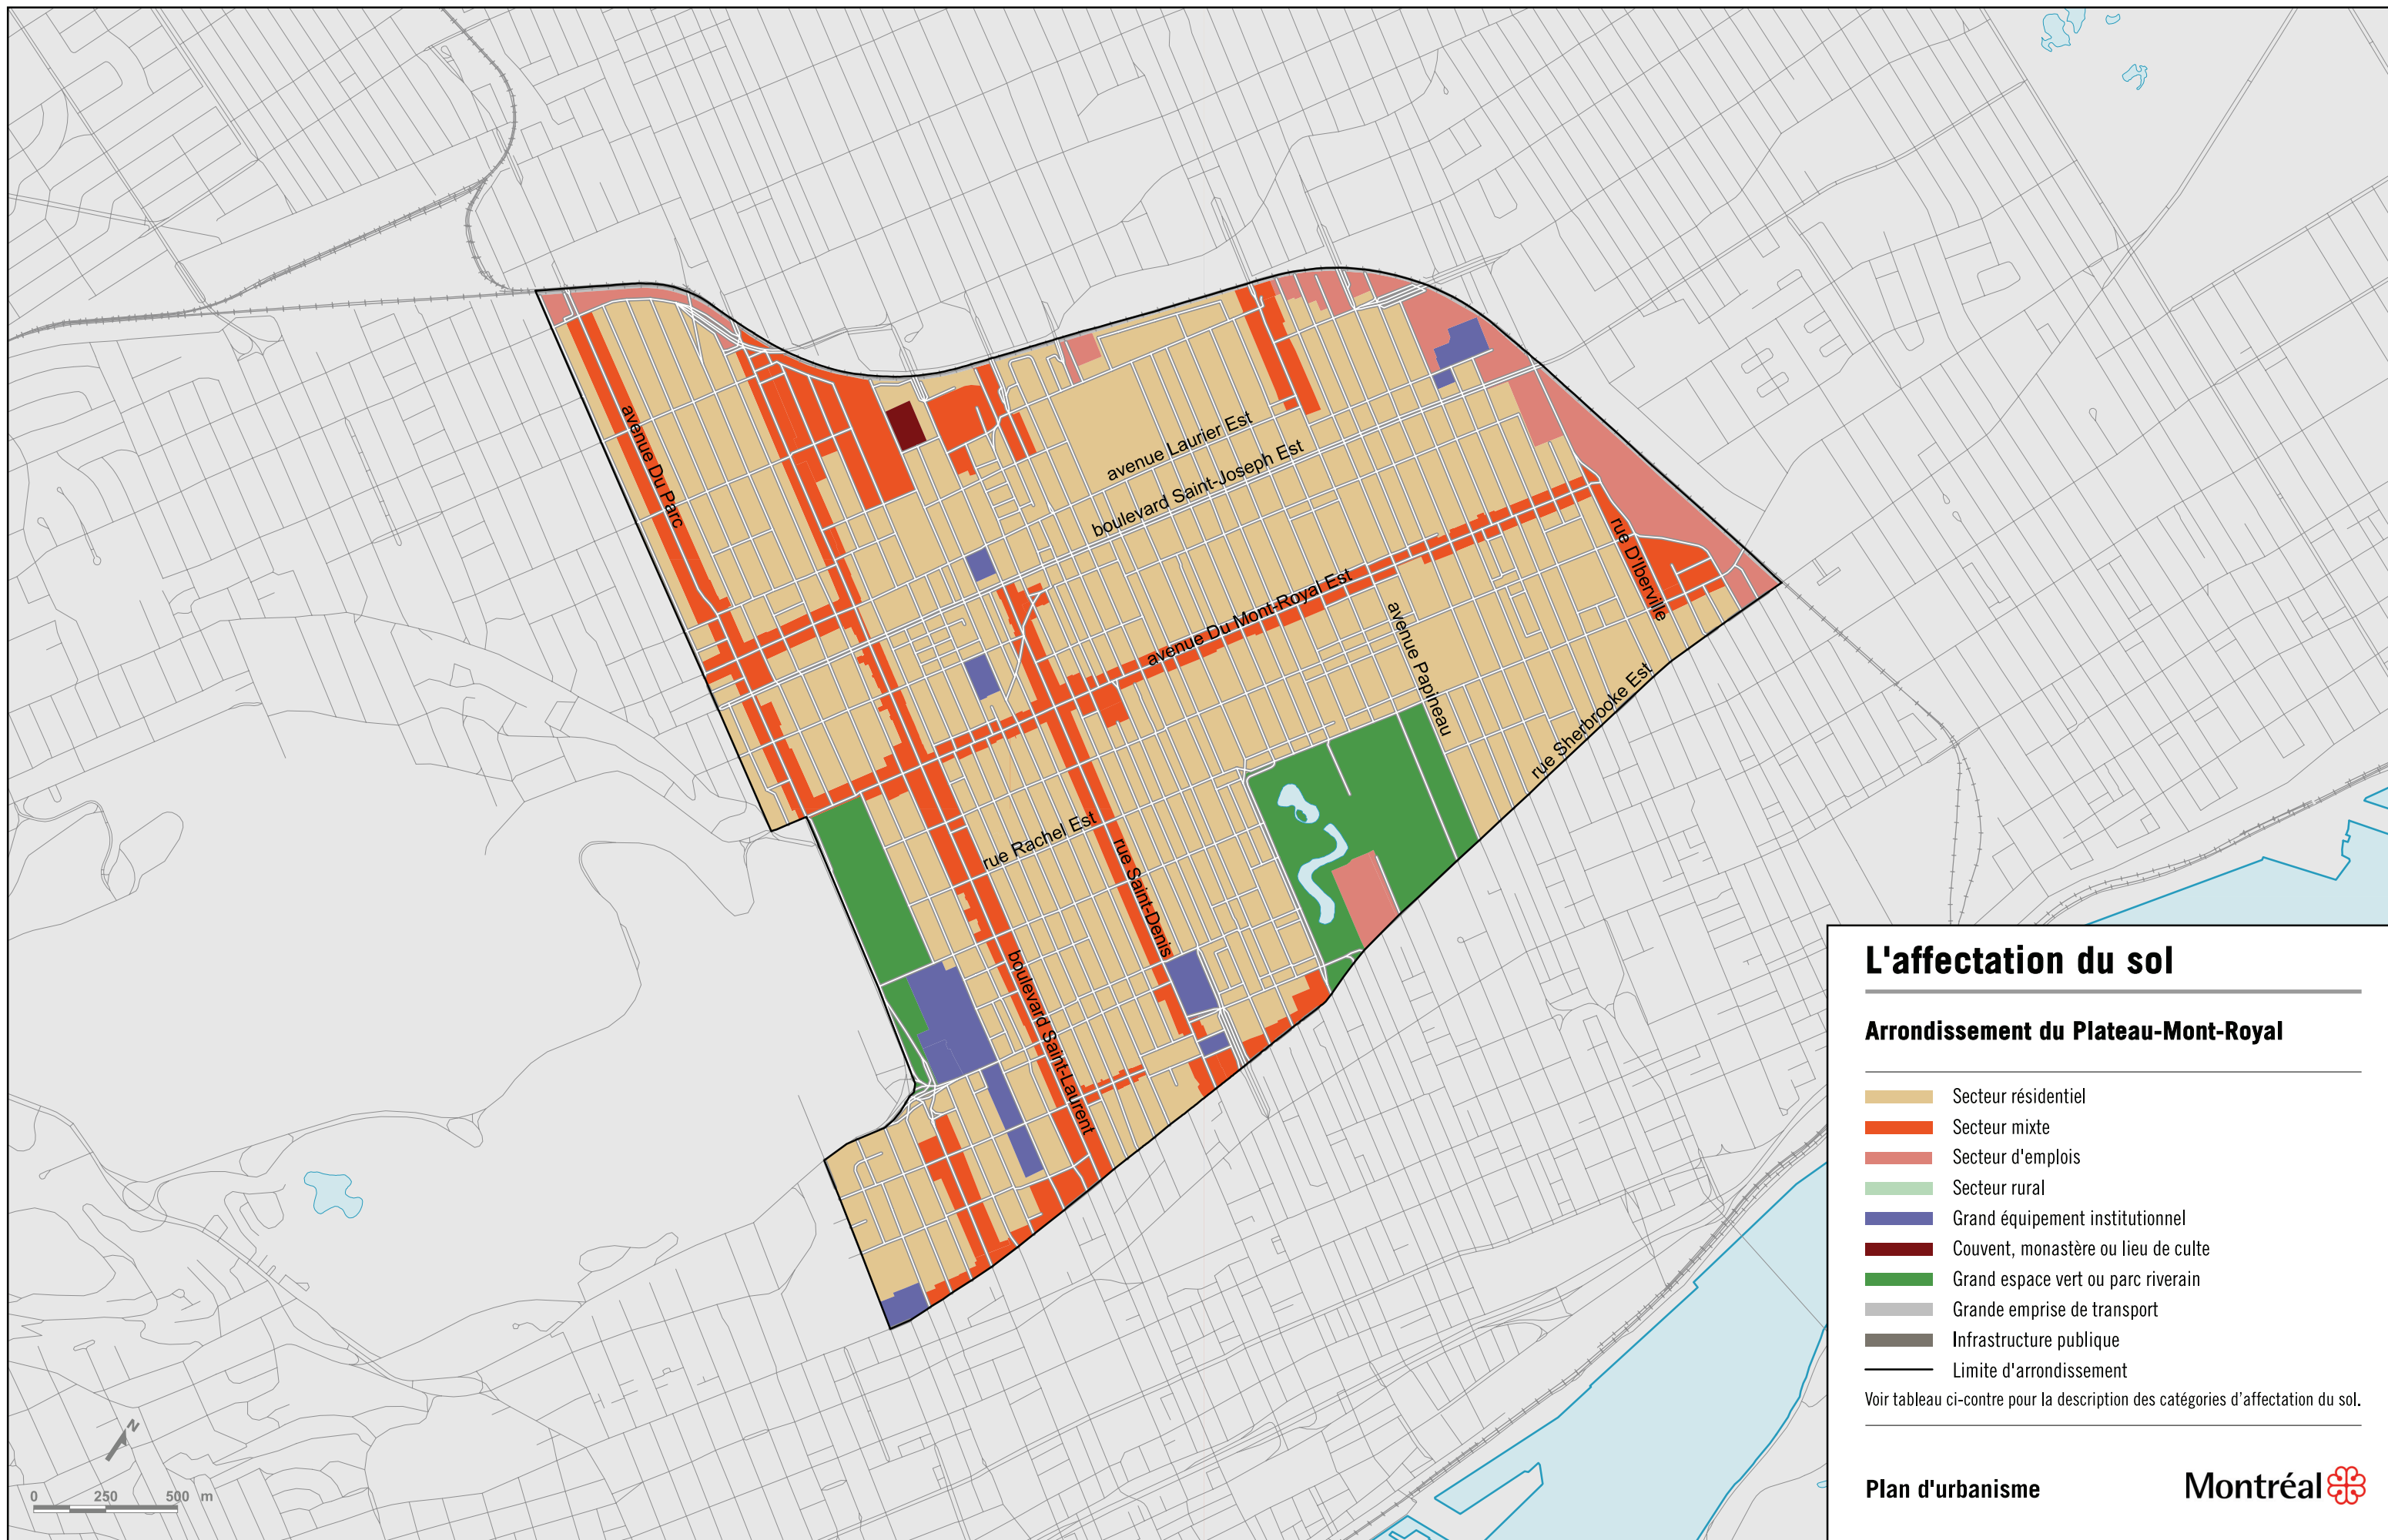 avenue Du Parc
avenue Laurier Est
boulevard Saint-Joseph Est
avenue Du Mont-Royal Est
rue D'Iberville
avenue Papineau
rue Sherbrooke Est
rue Rachel Est
rue Saint-Denis
boulevard Saint-Laurent
L'affectation du sol
Arrondissement du Plateau-Mont-Royal
Secteur résidentiel
Secteur mixte
Secteur d'emplois
Secteur rural
Grand équipement institutionnel
Couvent, monastère ou lieu de culte
Grand espace vert ou parc riverain
Grande emprise de transport
Infrastructure publique
Limite d'arrondissement
Voir tableau ci-contre pour la description des catégories d'affectation du sol.
Plan d'urbanisme
Montréal
N
0 250 500 m